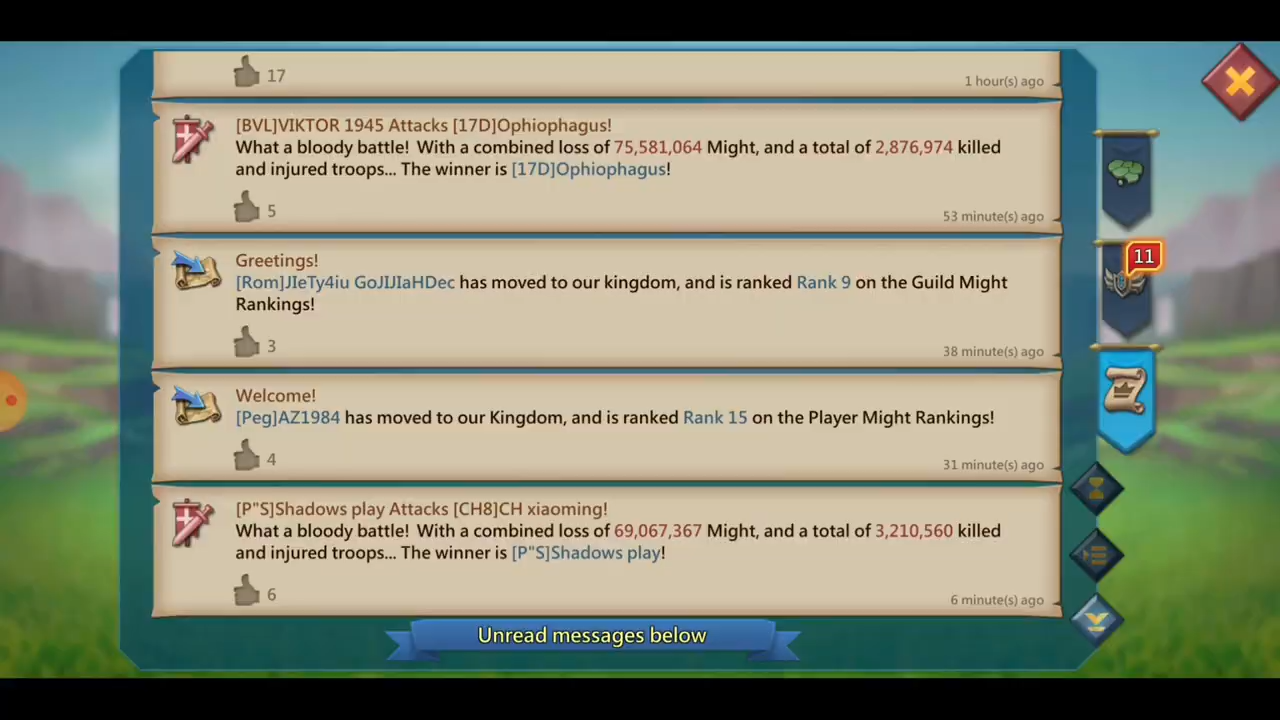 17
1 hour(s) ago
[BVL]VIKTOR 1945 Attacks [17D]Ophiophagus!
What a bloody battle! With a combined loss of 75,581,064 Might, and a total of 2,876,974 killed
and injured troops... The winner is [17D]Ophiophagus!
5
53 minute(s) ago
Greetings!
[Rom]JIeTy4iu GoJIJIaHDec has moved to our kingdom, and is ranked Rank 9 on the Guild Might
Rankings!
3
38 minute(s) ago
Welcome!
[Peg]AZ1984 has moved to our Kingdom, and is ranked Rank 15 on the Player Might Rankings!
4
31 minute(s) ago
[P"S]Shadows play Attacks [CH8]CH xiaoming!
What a bloody battle! With a combined loss of 69,067,367 Might, and a total of 3,210,560 killed
and injured troops... The winner is [P"S]Shadows play!
6
6 minute(s) ago
Unread messages below
11